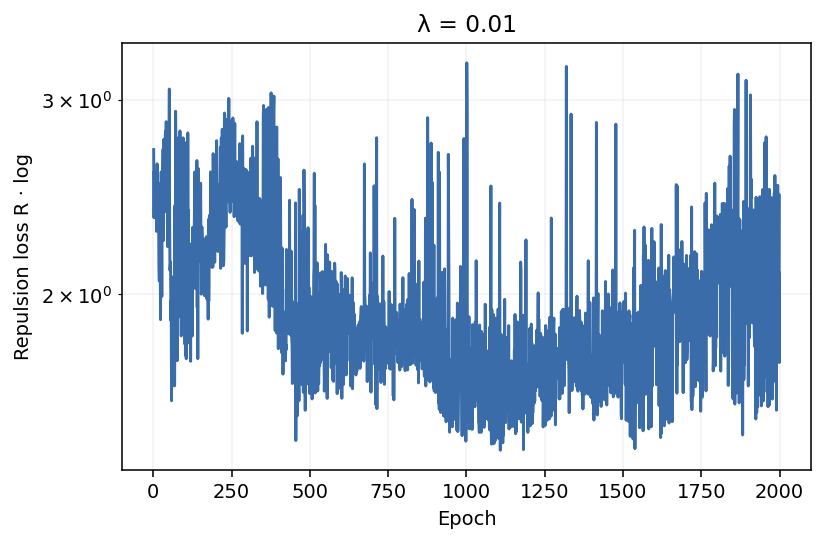 λ = 0.01
Repulsion loss R · log
3 × 10⁰
2 × 10⁰
0 250 500 750 1000 1250 1500 1750 2000
Epoch